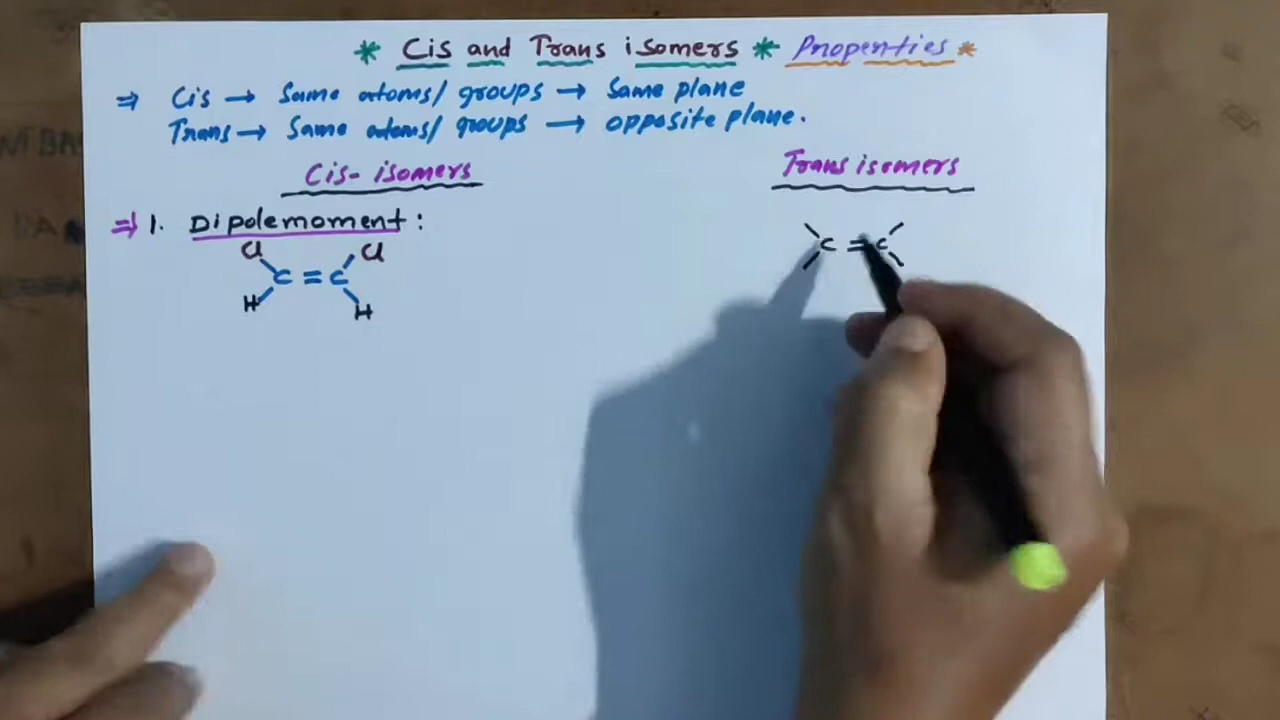 * Cis and Trans isomers * Properties *
⇒ Cis → Same atoms/ groups → Same plane
Trans → Same atoms/ groups → opposite plane.
Cis- isomers
Trans isomers
⇒ 1. Dipolemoment :
Cl Cl
C = C
H H
C = C